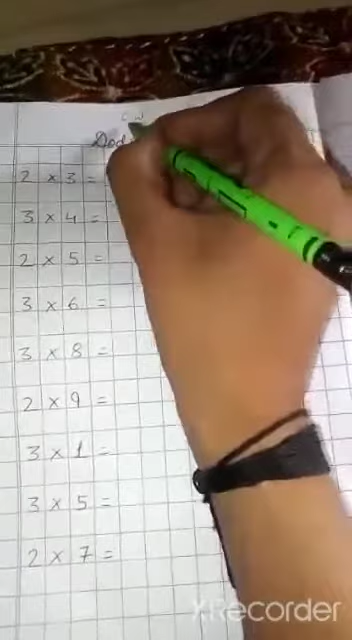 C W
2 × 3 =
3 × 4 =
2 × 5 =
3 × 6 =
3 × 8 =
2 × 9 =
3 × 1 =
3 × 5 =
2 × 7 =
XRecorder